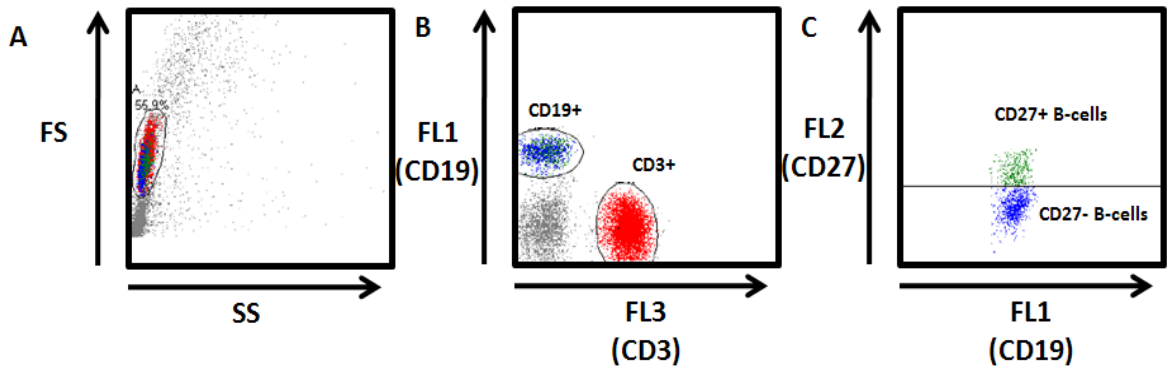 A
FS
A
55.9%
SS
B
FL1
(CD19)
CD19+
CD3+
FL3
(CD3)
C
FL2
(CD27)
CD27+ B-cells
CD27- B-cells
FL1
(CD19)